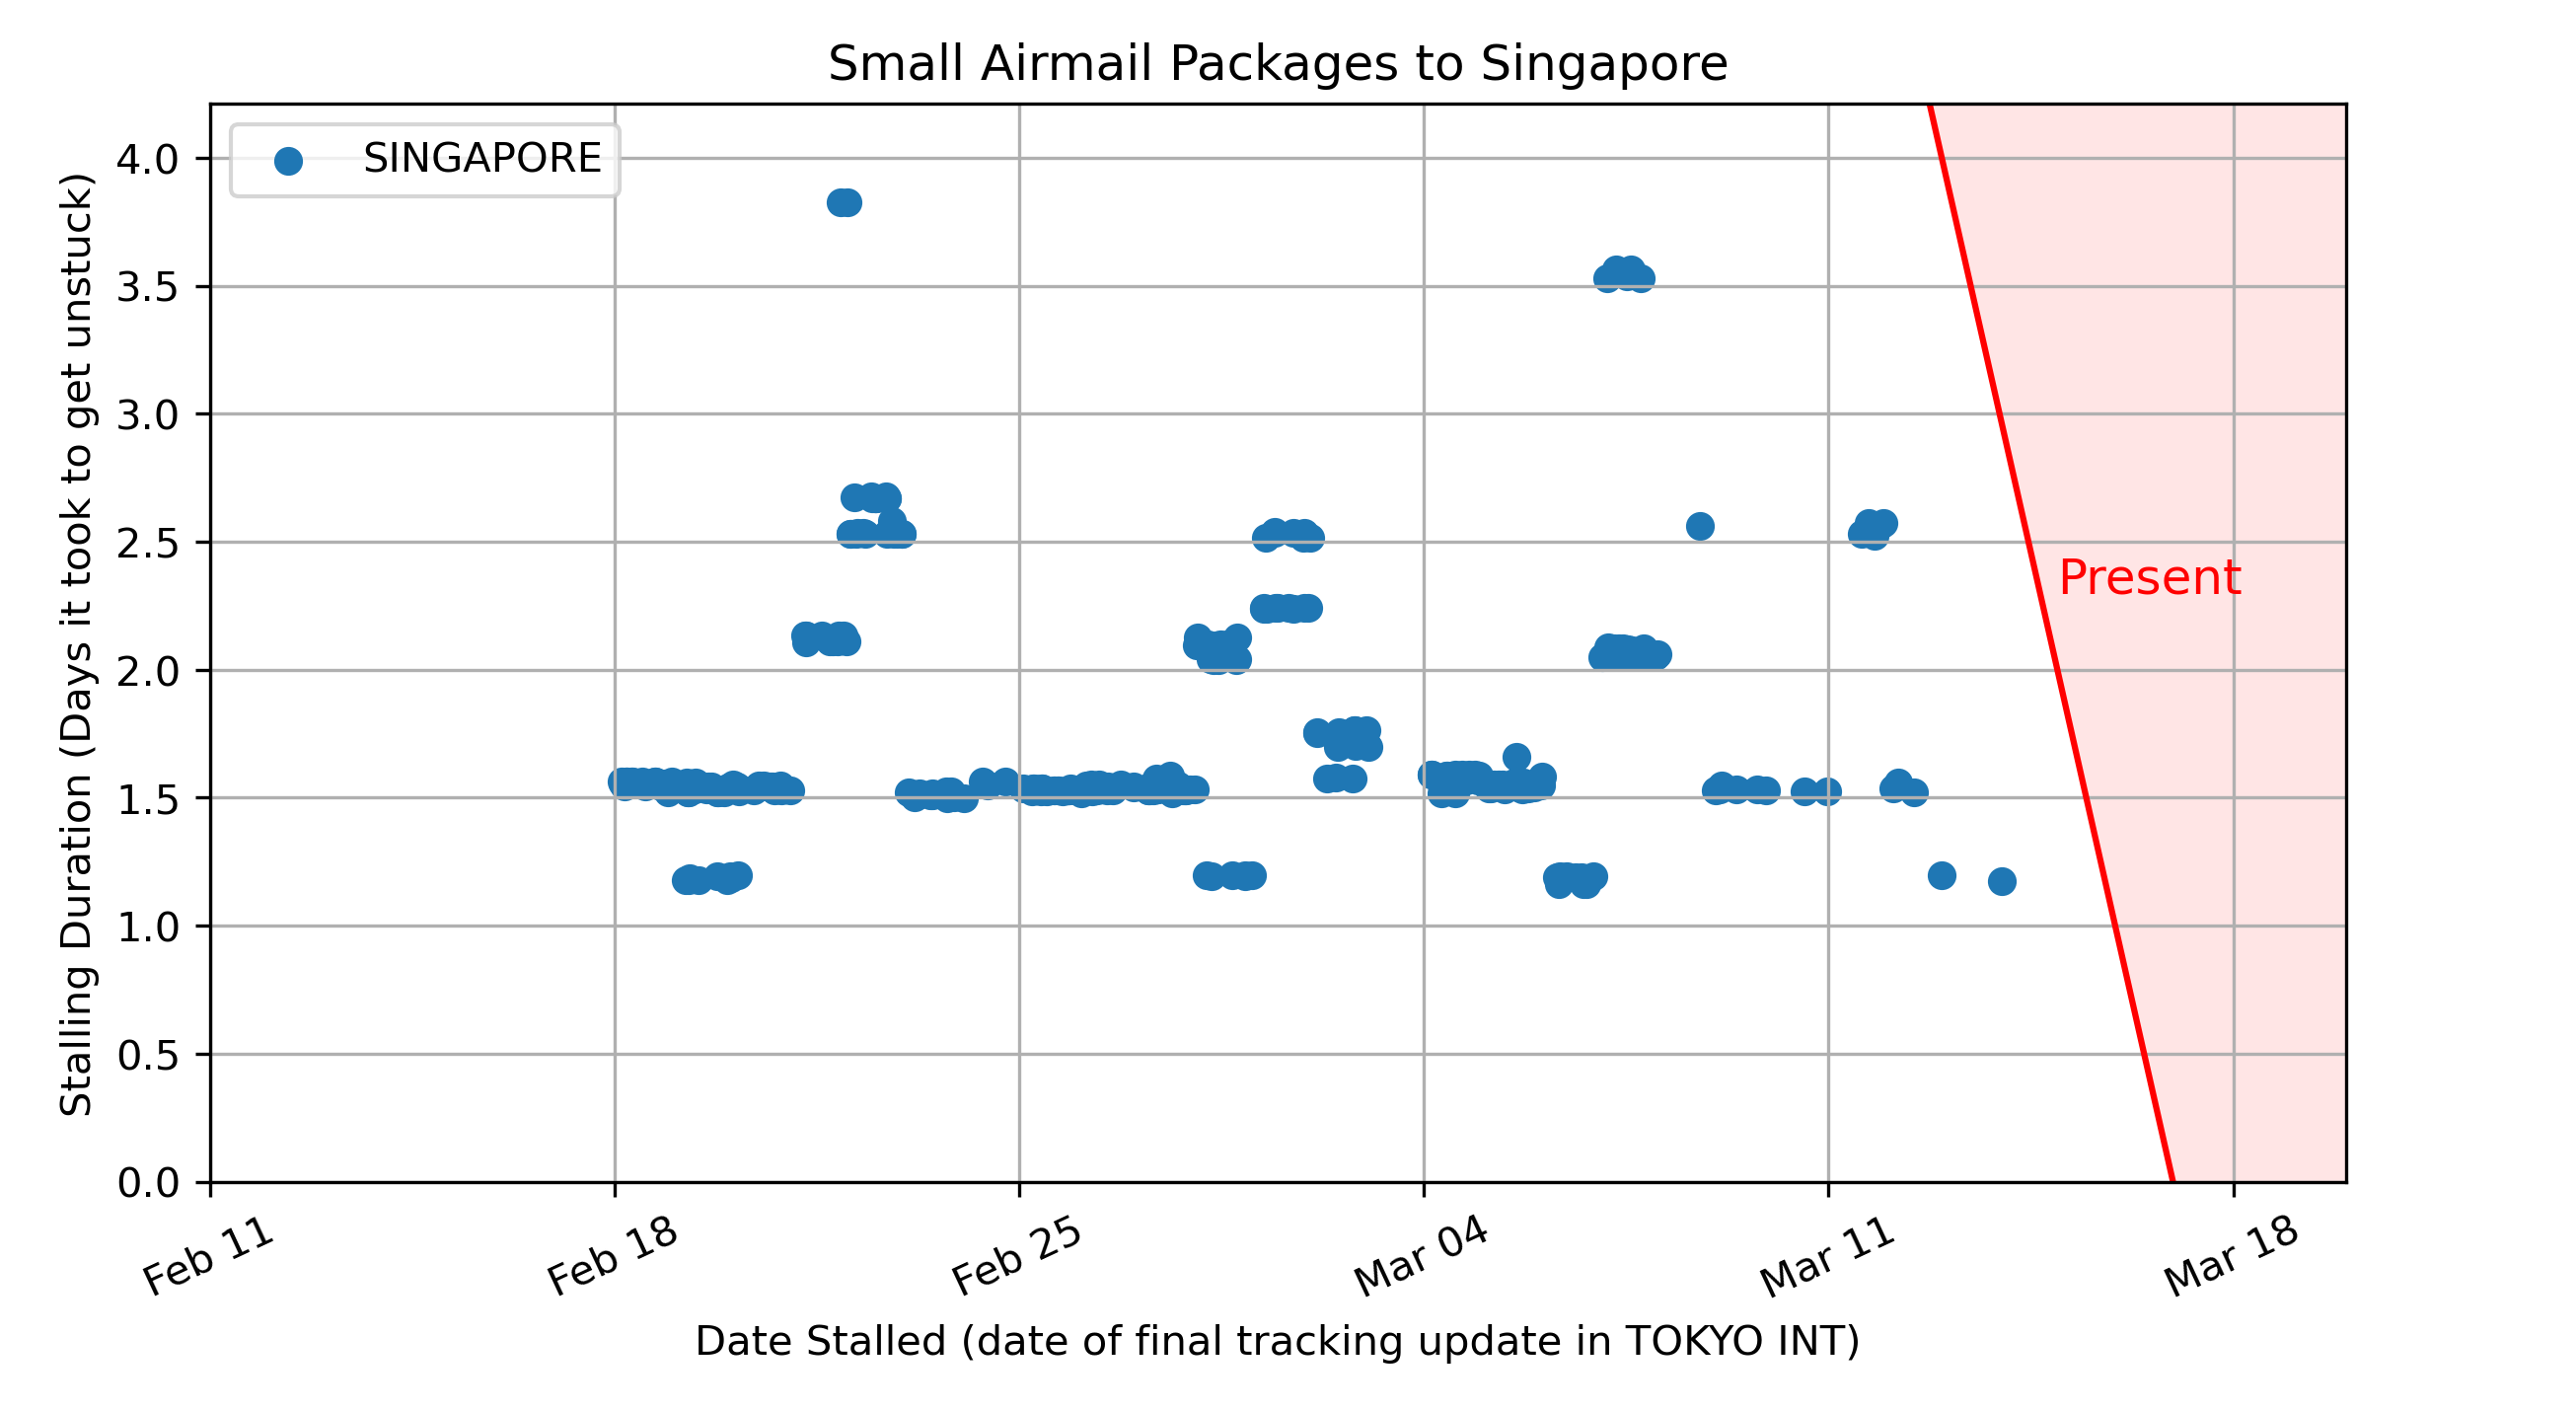 Small Airmail Packages to Singapore
SINGAPORE
Stalling Duration (Days it took to get unstuck)
4.0
3.5
3.0
2.5
2.0
1.5
1.0
0.5
0.0
Present
Feb 11
Feb 18
Feb 25
Mar 04
Mar 11
Mar 18
Date Stalled (date of final tracking update in TOKYO INT)